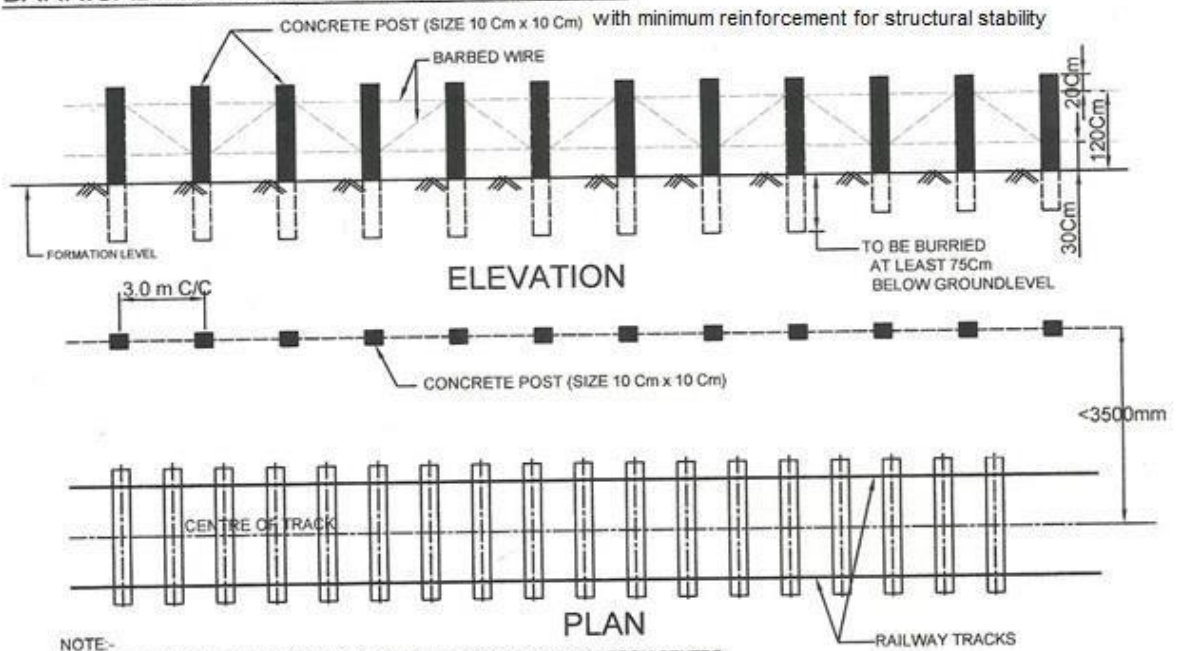 CONCRETE POST (SIZE 10 Cm x 10 Cm) with minimum reinforcement for structural stability
BARBED WIRE
20Cm
120Cm
30Cm
FORMATION LEVEL
TO BE BURRIED
AT LEAST 75Cm
BELOW GROUNDLEVEL
ELEVATION
3.0 m C/C
CONCRETE POST (SIZE 10 Cm x 10 Cm)
<3500mm
CENTRE OF TRACK
PLAN
RAILWAY TRACKS
NOTE:-